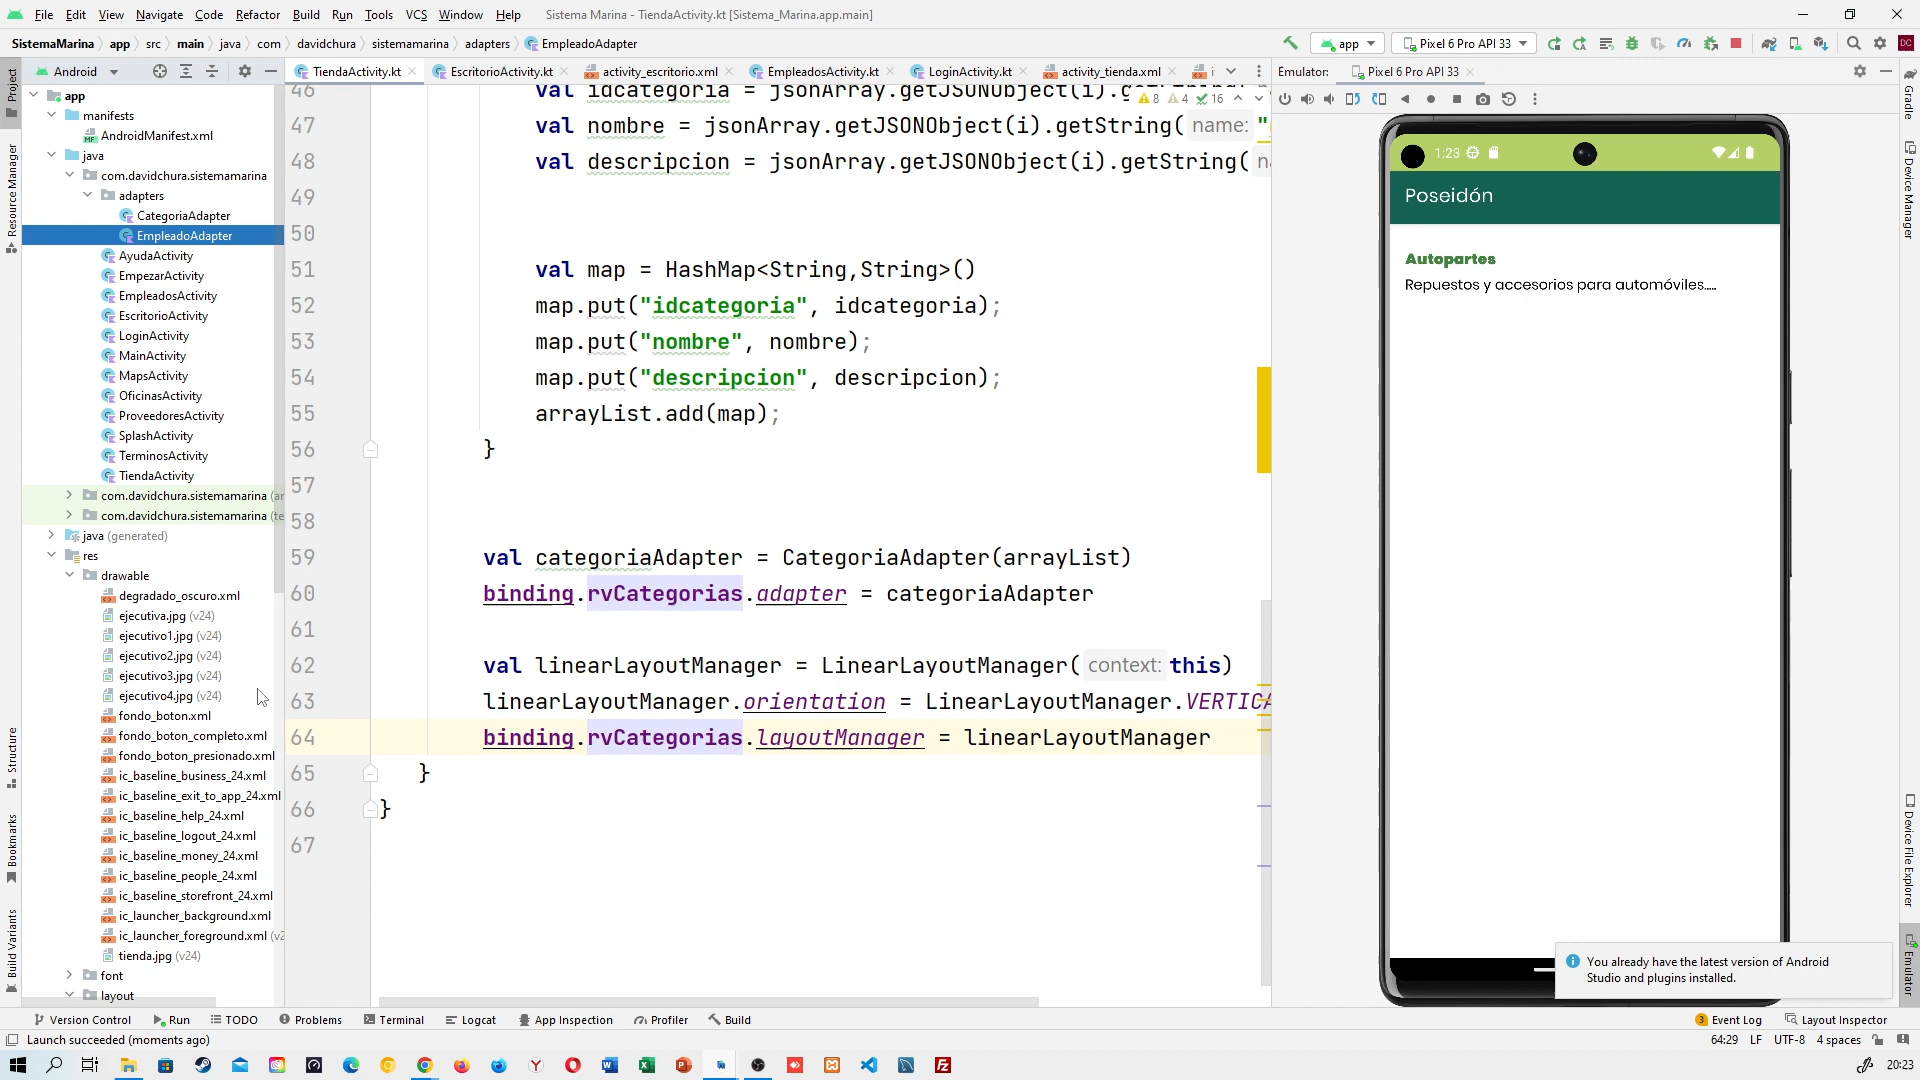 File Edit View Navigate Code Refactor Build Run Tools VCS Window Help Sistema Marina - TiendaActivity.kt [Sistema_Marina.app.main]
SistemaMarina app src main java com davidchura sistemamarina adapters EmpleadoAdapter
app Pixel 6 Pro API 33
Android
TiendaActivity.kt EscritorioActivity.kt activity_escritorio.xml EmpleadosActivity.kt LoginActivity.kt activity_tienda.xml
Emulator: Pixel 6 Pro API 33
8 4 16
Project
Resource Manager
Structure
Bookmarks
Build Variants
app
manifests
AndroidManifest.xml
java
com.davidchura.sistemamarina
adapters
CategoriaAdapter
EmpleadoAdapter
AyudaActivity
EmpezarActivity
EmpleadosActivity
EscritorioActivity
LoginActivity
MainActivity
MapsActivity
OficinasActivity
ProveedoresActivity
SplashActivity
TerminosActivity
TiendaActivity
com.davidchura.sistemamarina
com.davidchura.sistemamarina
java (generated)
res
drawable
degradado_oscuro.xml
ejecutiva.jpg (v24)
ejecutivo1.jpg (v24)
ejecutivo2.jpg (v24)
ejecutivo3.jpg (v24)
ejecutivo4.jpg (v24)
fondo_boton.xml
fondo_boton_completo.xml
fondo_boton_presionado.xml
ic_baseline_business_24.xml
ic_baseline_exit_to_app_24.xml
ic_baseline_help_24.xml
ic_baseline_logout_24.xml
ic_baseline_money_24.xml
ic_baseline_people_24.xml
ic_baseline_storefront_24.xml
ic_launcher_background.xml
ic_launcher_foreground.xml
tienda.jpg (v24)
font
layout
46 val idcategoria = jsonArray.getJSONObject(i).
47 val nombre = jsonArray.getJSONObject(i).getString( name: "
48 val descripcion = jsonArray.getJSONObject(i).getString(
49
50
51 val map = HashMap<String,String>()
52 map.put("idcategoria", idcategoria);
53 map.put("nombre", nombre);
54 map.put("descripcion", descripcion);
55 arrayList.add(map);
56 }
57
58
59 val categoriaAdapter = CategoriaAdapter(arrayList)
60 binding.rvCategorias.adapter = categoriaAdapter
61
62 val linearLayoutManager = LinearLayoutManager( context: this)
63 linearLayoutManager.orientation = LinearLayoutManager.VERTICA
64 binding.rvCategorias.layoutManager = linearLayoutManager
65 }
66 }
67
1:23
Poseidón
Autopartes
Repuestos y accesorios para automóviles.....
You already have the latest version of Android
Studio and plugins installed.
Gradle
Device Manager
Device File Explorer
Emulator
Version Control Run TODO Problems Terminal Logcat App Inspection Profiler Build
3 Event Log Layout Inspector
Launch succeeded (moments ago)
64:29 LF UTF-8 4 spaces
20:23